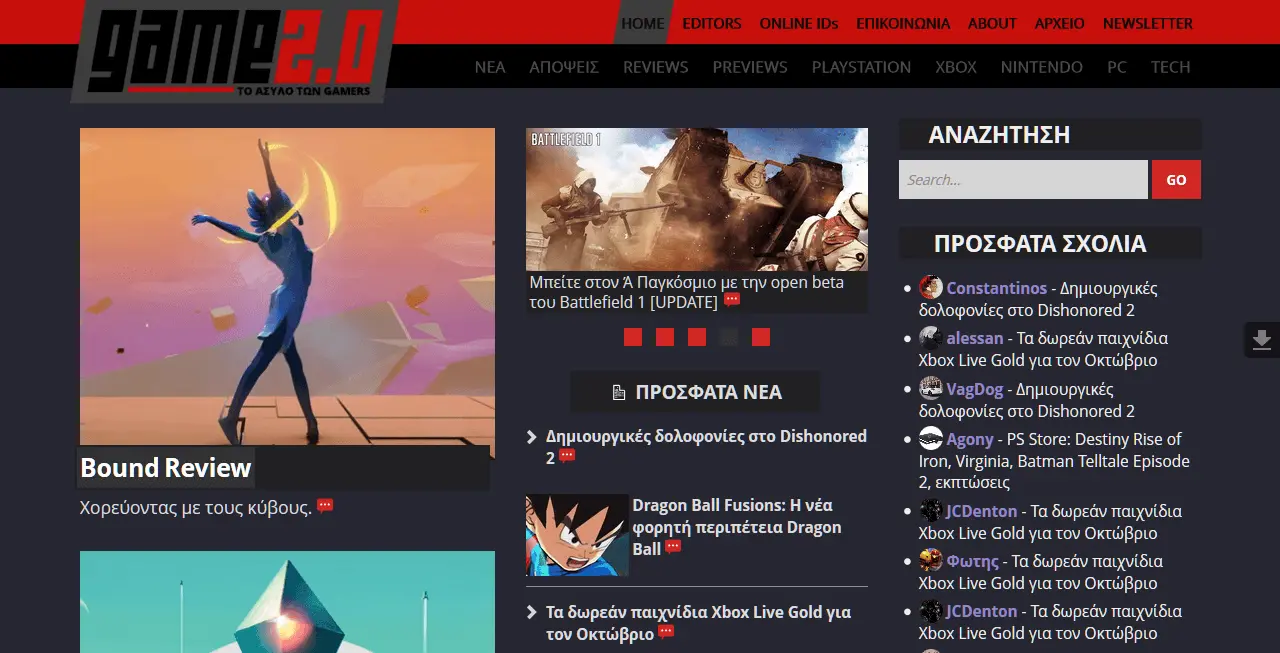 game2.0
ΤΟ ΑΣΥΛΟ ΤΩΝ GAMERS
HOME EDITORS ONLINE IDs ΕΠΙΚΟΙΝΩΝΙΑ ABOUT ΑΡΧΕΙΟ NEWSLETTER
ΝΕΑ ΑΠΟΨΕΙΣ REVIEWS PREVIEWS PLAYSTATION XBOX NINTENDO PC TECH
Bound Review
Χορεύοντας με τους κύβους.
BATTLEFIELD 1
Μπείτε στον Ά Παγκόσμιο με την open beta
του Battlefield 1 [UPDATE]
ΠΡΟΣΦΑΤΑ ΝΕΑ
Δημιουργικές δολοφονίες στο Dishonored
2
Dragon Ball Fusions: Η νέα
φορητή περιπέτεια Dragon
Ball
Τα δωρεάν παιχνίδια Xbox Live Gold για
τον Οκτώβριο
ΑΝΑΖΗΤΗΣΗ
Search... GO
ΠΡΟΣΦΑΤΑ ΣΧΟΛΙΑ
Constantinos - Δημιουργικές
δολοφονίες στο Dishonored 2
alessan - Τα δωρεάν παιχνίδια
Xbox Live Gold για τον Οκτώβριο
VagDog - Δημιουργικές
δολοφονίες στο Dishonored 2
Agony - PS Store: Destiny Rise of
Iron, Virginia, Batman Telltale Episode
2, εκπτώσεις
JCDenton - Τα δωρεάν παιχνίδια
Xbox Live Gold για τον Οκτώβριο
Φωτης - Τα δωρεάν παιχνίδια
Xbox Live Gold για τον Οκτώβριο
JCDenton - Τα δωρεάν παιχνίδια
Xbox Live Gold για τον Οκτώβριο